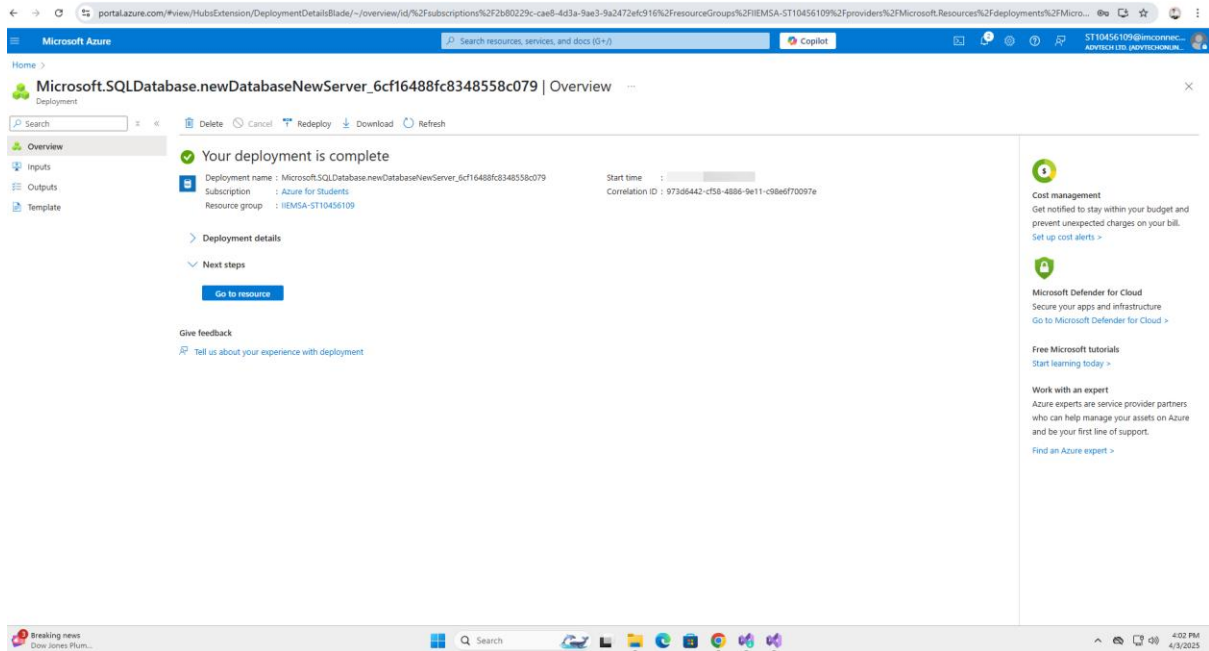 portal.azure.com/#view/HubsExtension/DeploymentDetailsBlade/~/overview/id/%2Fsubscriptions%2F2b80229c-cae8-4d3a-9ae3-9a2472efc916%2FresourceGroups%2FIIEMSA-ST10456109%2Fproviders%2FMicrosoft.Resources%2Fdeployments%2FMicro...
Microsoft Azure
Search resources, services, and docs (G+/)
Copilot
2
ST10456109@imconnec...
ADVTECH LTD. (ADVTECHONLIN...
Home >
Microsoft.SQLDatabase.newDatabaseNewServer_6cf16488fc8348558c079 | Overview ...
Deployment
Search
Delete Cancel Redeploy Download Refresh
Overview
Inputs
Outputs
Template
Your deployment is complete
Deployment name : Microsoft.SQLDatabase.newDatabaseNewServer_6cf16488fc8348558c079
Subscription : Azure for Students
Resource group : IIEMSA-ST10456109
Start time :
Correlation ID : 973d6442-cf58-4886-9e11-c98e6f70097e
Deployment details
Next steps
Go to resource
Give feedback
Tell us about your experience with deployment
Cost management
Get notified to stay within your budget and
prevent unexpected charges on your bill.
Set up cost alerts >
Microsoft Defender for Cloud
Secure your apps and infrastructure
Go to Microsoft Defender for Cloud >
Free Microsoft tutorials
Start learning today >
Work with an expert
Azure experts are service provider partners
who can help manage your assets on Azure
and be your first line of support.
Find an Azure expert >
3
Breaking news
Dow Jones Plum...
Search
4:02 PM
4/3/2025